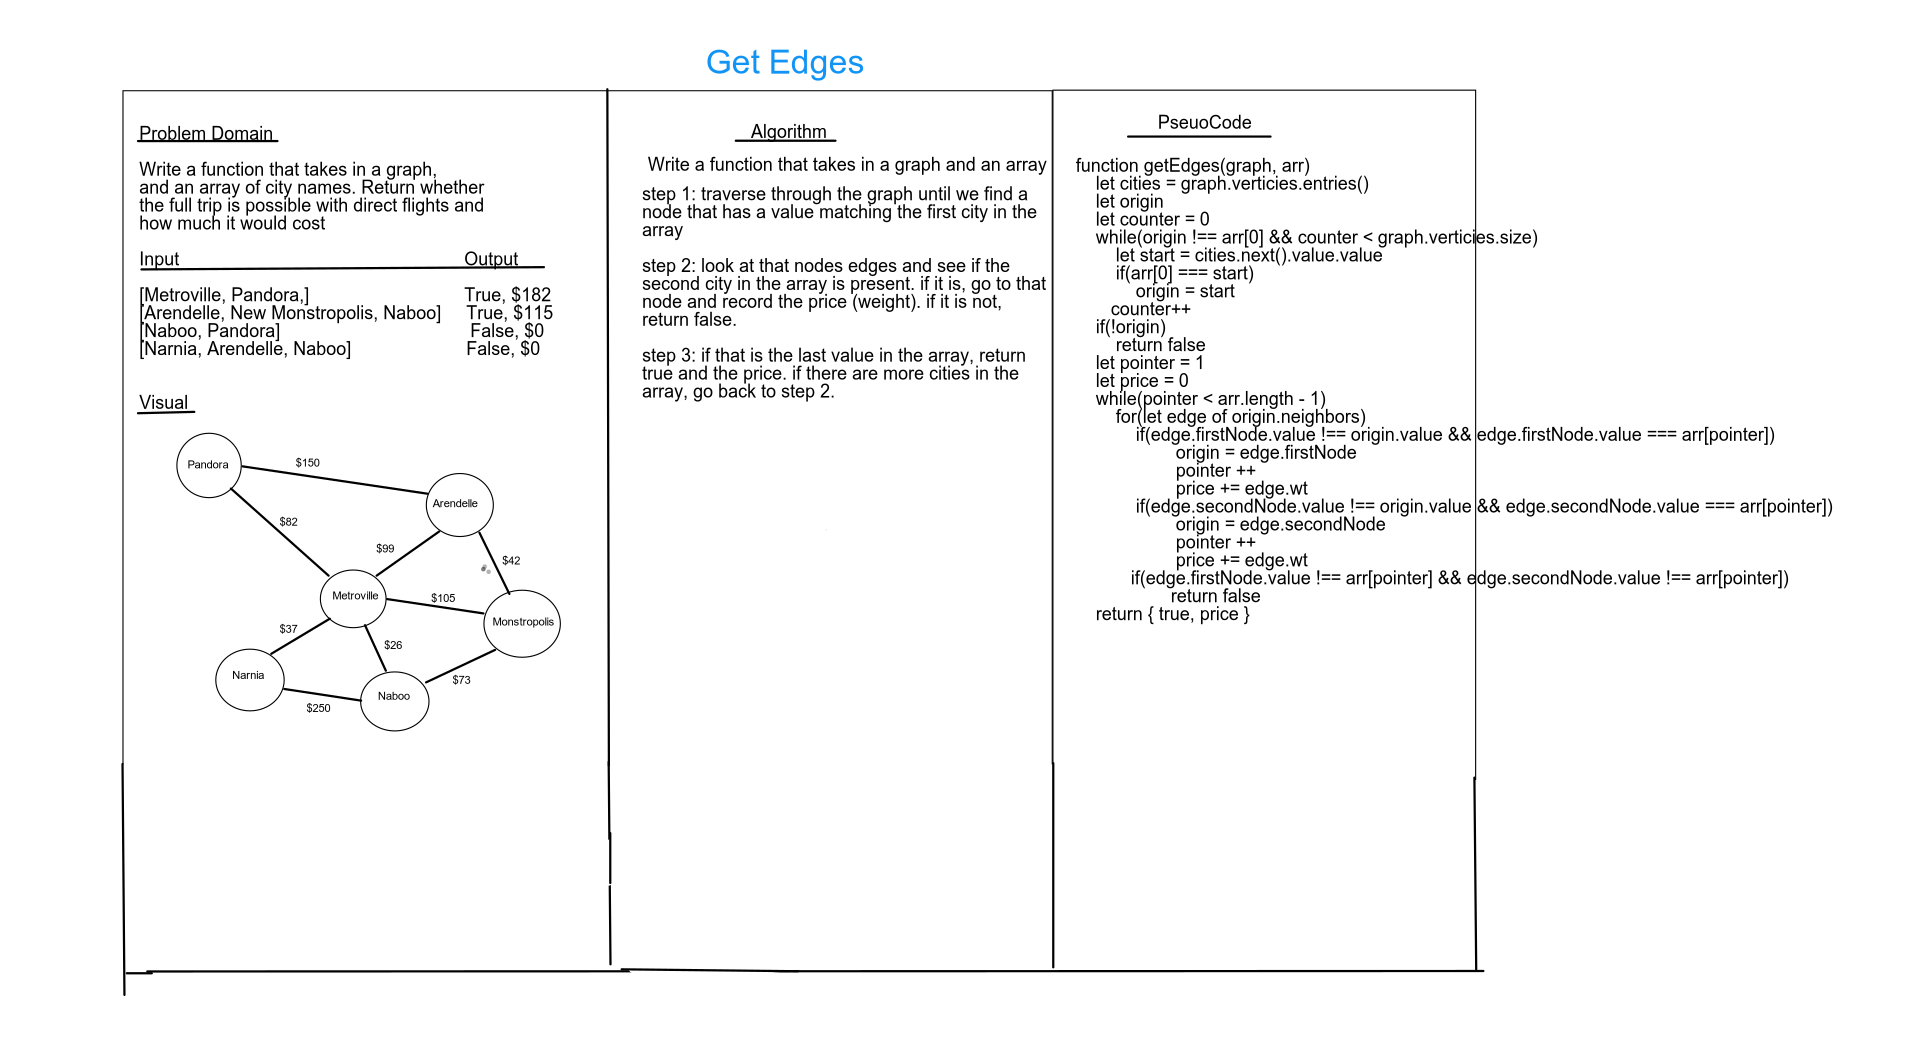 Get Edges
Problem Domain
Write a function that takes in a graph,
and an array of city names. Return whether
the full trip is possible with direct flights and
how much it would cost
Input Output
[Metroville, Pandora,] True, $182
[Arendelle, New Monstropolis, Naboo] True, $115
[Naboo, Pandora] False, $0
[Narnia, Arendelle, Naboo] False, $0
Visual
Pandora
$150
Arendelle
$82
$99
$42
Metroville
$105
Monstropolis
$37
$26
Narnia
$73
Naboo
$250
Algorithm
Write a function that takes in a graph and an array
step 1: traverse through the graph until we find a
node that has a value matching the first city in the
array
step 2: look at that nodes edges and see if the
second city in the array is present. if it is, go to that
node and record the price (weight). if it is not,
return false.
step 3: if that is the last value in the array, return
true and the price. if there are more cities in the
array, go back to step 2.
PseuoCode
function getEdges(graph, arr)
let cities = graph.verticies.entries()
let origin
let counter = 0
while(origin !== arr[0] && counter < graph.verticies.size)
let start = cities.next().value.value
if(arr[0] === start)
origin = start
counter++
if(!origin)
return false
let pointer = 1
let price = 0
while(pointer < arr.length - 1)
for(let edge of origin.neighbors)
if(edge.firstNode.value !== origin.value && edge.firstNode.value === arr[pointer])
origin = edge.firstNode
pointer ++
price += edge.wt
if(edge.secondNode.value !== origin.value && edge.secondNode.value === arr[pointer])
origin = edge.secondNode
pointer ++
price += edge.wt
if(edge.firstNode.value !== arr[pointer] && edge.secondNode.value !== arr[pointer])
return false
return { true, price }